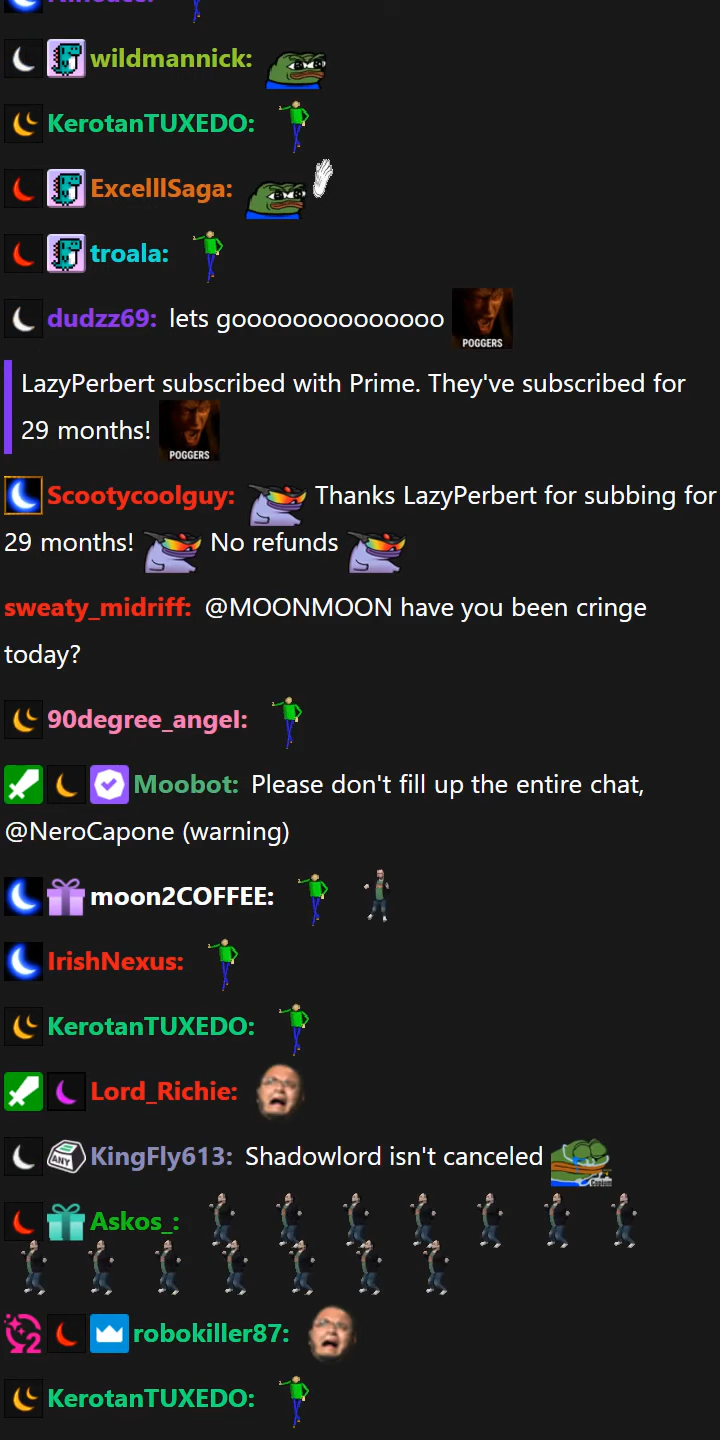 wildmannick:
KerotanTUXEDO:
ExcelllSaga:
troala:
dudzz69: lets gooooooooooooooo
POGGERS
LazyPerbert subscribed with Prime. They've subscribed for
29 months!
POGGERS
Scootycoolguy: Thanks LazyPerbert for subbing for
29 months! No refunds
sweaty_midriff: @MOONMOON have you been cringe
today?
90degree_angel:
Moobot: Please don't fill up the entire chat,
@NeroCapone (warning)
moon2COFFEE:
IrishNexus:
KerotanTUXEDO:
Lord_Richie:
ANY KingFly613: Shadowlord isn't canceled
Askos_:
2 robokiller87:
KerotanTUXEDO: